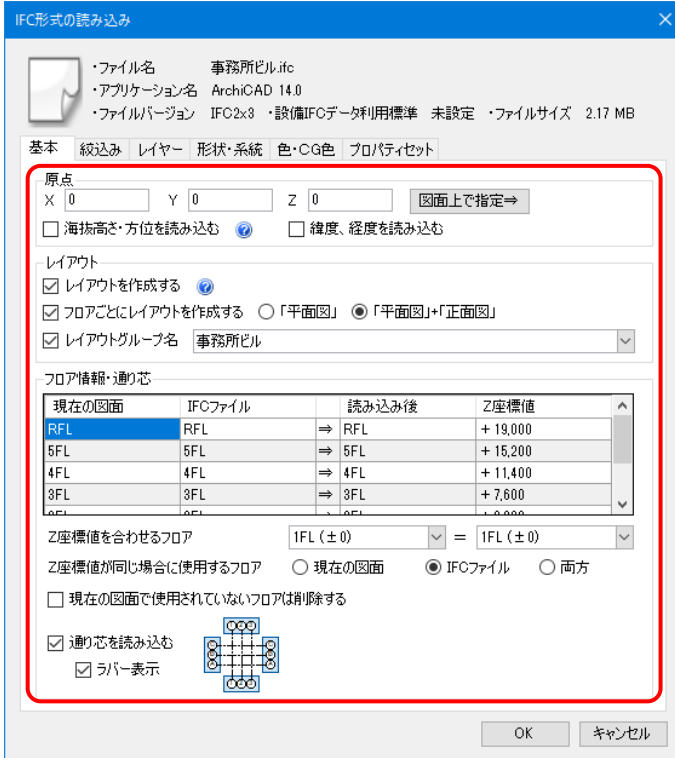 IFC形式の読み込み
・ファイル名 事務所ビル.ifc
・アプリケーション名 ArchiCAD 14.0
・ファイルバージョン IFC2x3 ・設備IFCデータ利用標準 未設定 ・ファイルサイズ 2.17 MB
基本 絞込み レイヤー 形状・系統 色・CG色 プロパティセット
原点
X 0 Y 0 Z 0 図面上で指定⇒
海抜高さ・方位を読み込む 緯度、経度を読み込む
レイアウト
レイアウトを作成する
フロアごとにレイアウトを作成する 「平面図」 「平面図」+「正面図」
レイアウトグループ名 事務所ビル
フロア情報・通り芯
現在の図面 IFCファイル 読み込み後 Z座標値
RFL RFL ⇒ RFL + 19,000
5FL 5FL ⇒ 5FL + 15,200
4FL 4FL ⇒ 4FL + 11,400
3FL 3FL ⇒ 3FL + 7,600
Z座標値を合わせるフロア 1FL (±0) = 1FL (±0)
Z座標値が同じ場合に使用するフロア 現在の図面 IFCファイル 両方
現在の図面で使用されていないフロアは削除する
通り芯を読み込む
ラバー表示
OK キャンセル